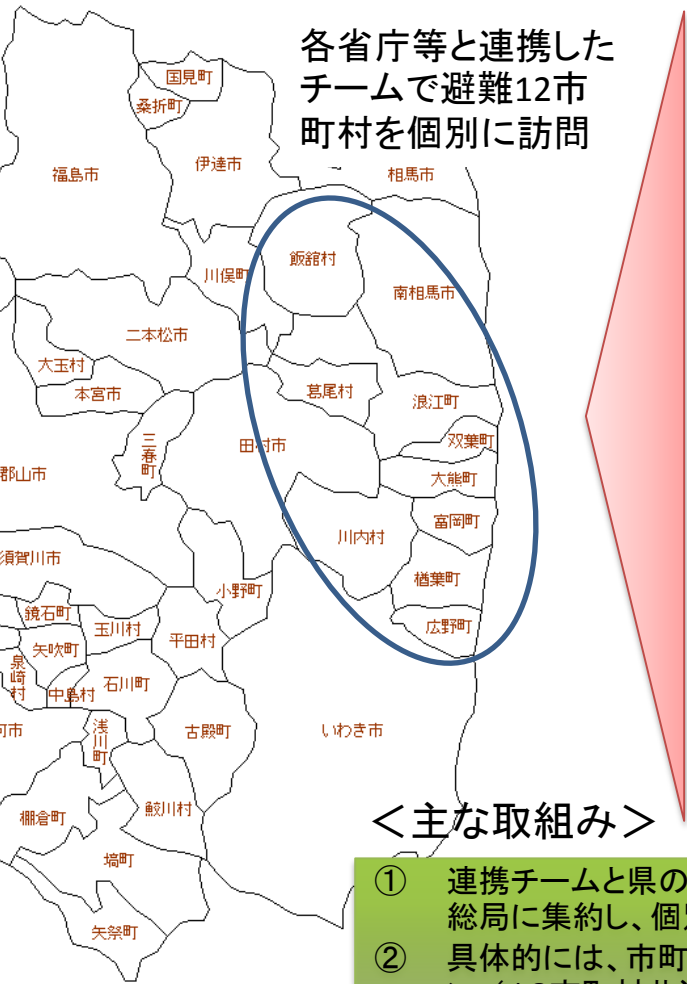 各省庁等と連携した
チームで避難12市
町村を個別に訪問
国見町
桑折町
伊達市
福島市
相馬市
飯舘村
川俣町
南相馬市
二本松市
大玉村
本宮市
葛尾村
浪江町
三春町
田村市
双葉町
大熊町
郡山市
富岡町
川内村
須賀川市
楢葉町
小野町
鏡石町
玉川村
平田村
広野町
矢吹町
泉崎村
中島村
石川町
河市
浅川町
古殿町
いわき市
棚倉町
鮫川村
塙町
矢祭町
＜主な取組み＞
① 連携チームと県の
総局に集約し、個
② 具体的には、市町